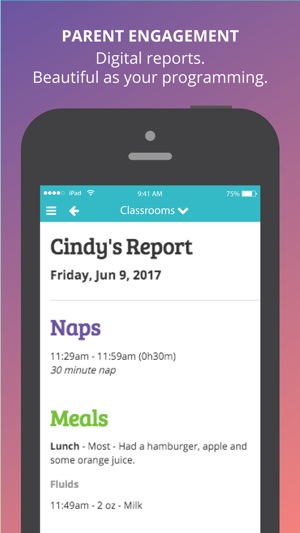 PARENT ENGAGEMENT
Digital reports.
Beautiful as your programming.
iPad 9:41 AM 75%
Classrooms
Cindy's Report
Friday, Jun 9, 2017
Naps
11:29am - 11:59am (0h30m)
30 minute nap
Meals
Lunch - Most - Had a hamburger, apple and
some orange juice.
Fluids
11:49am - 2 oz - Milk